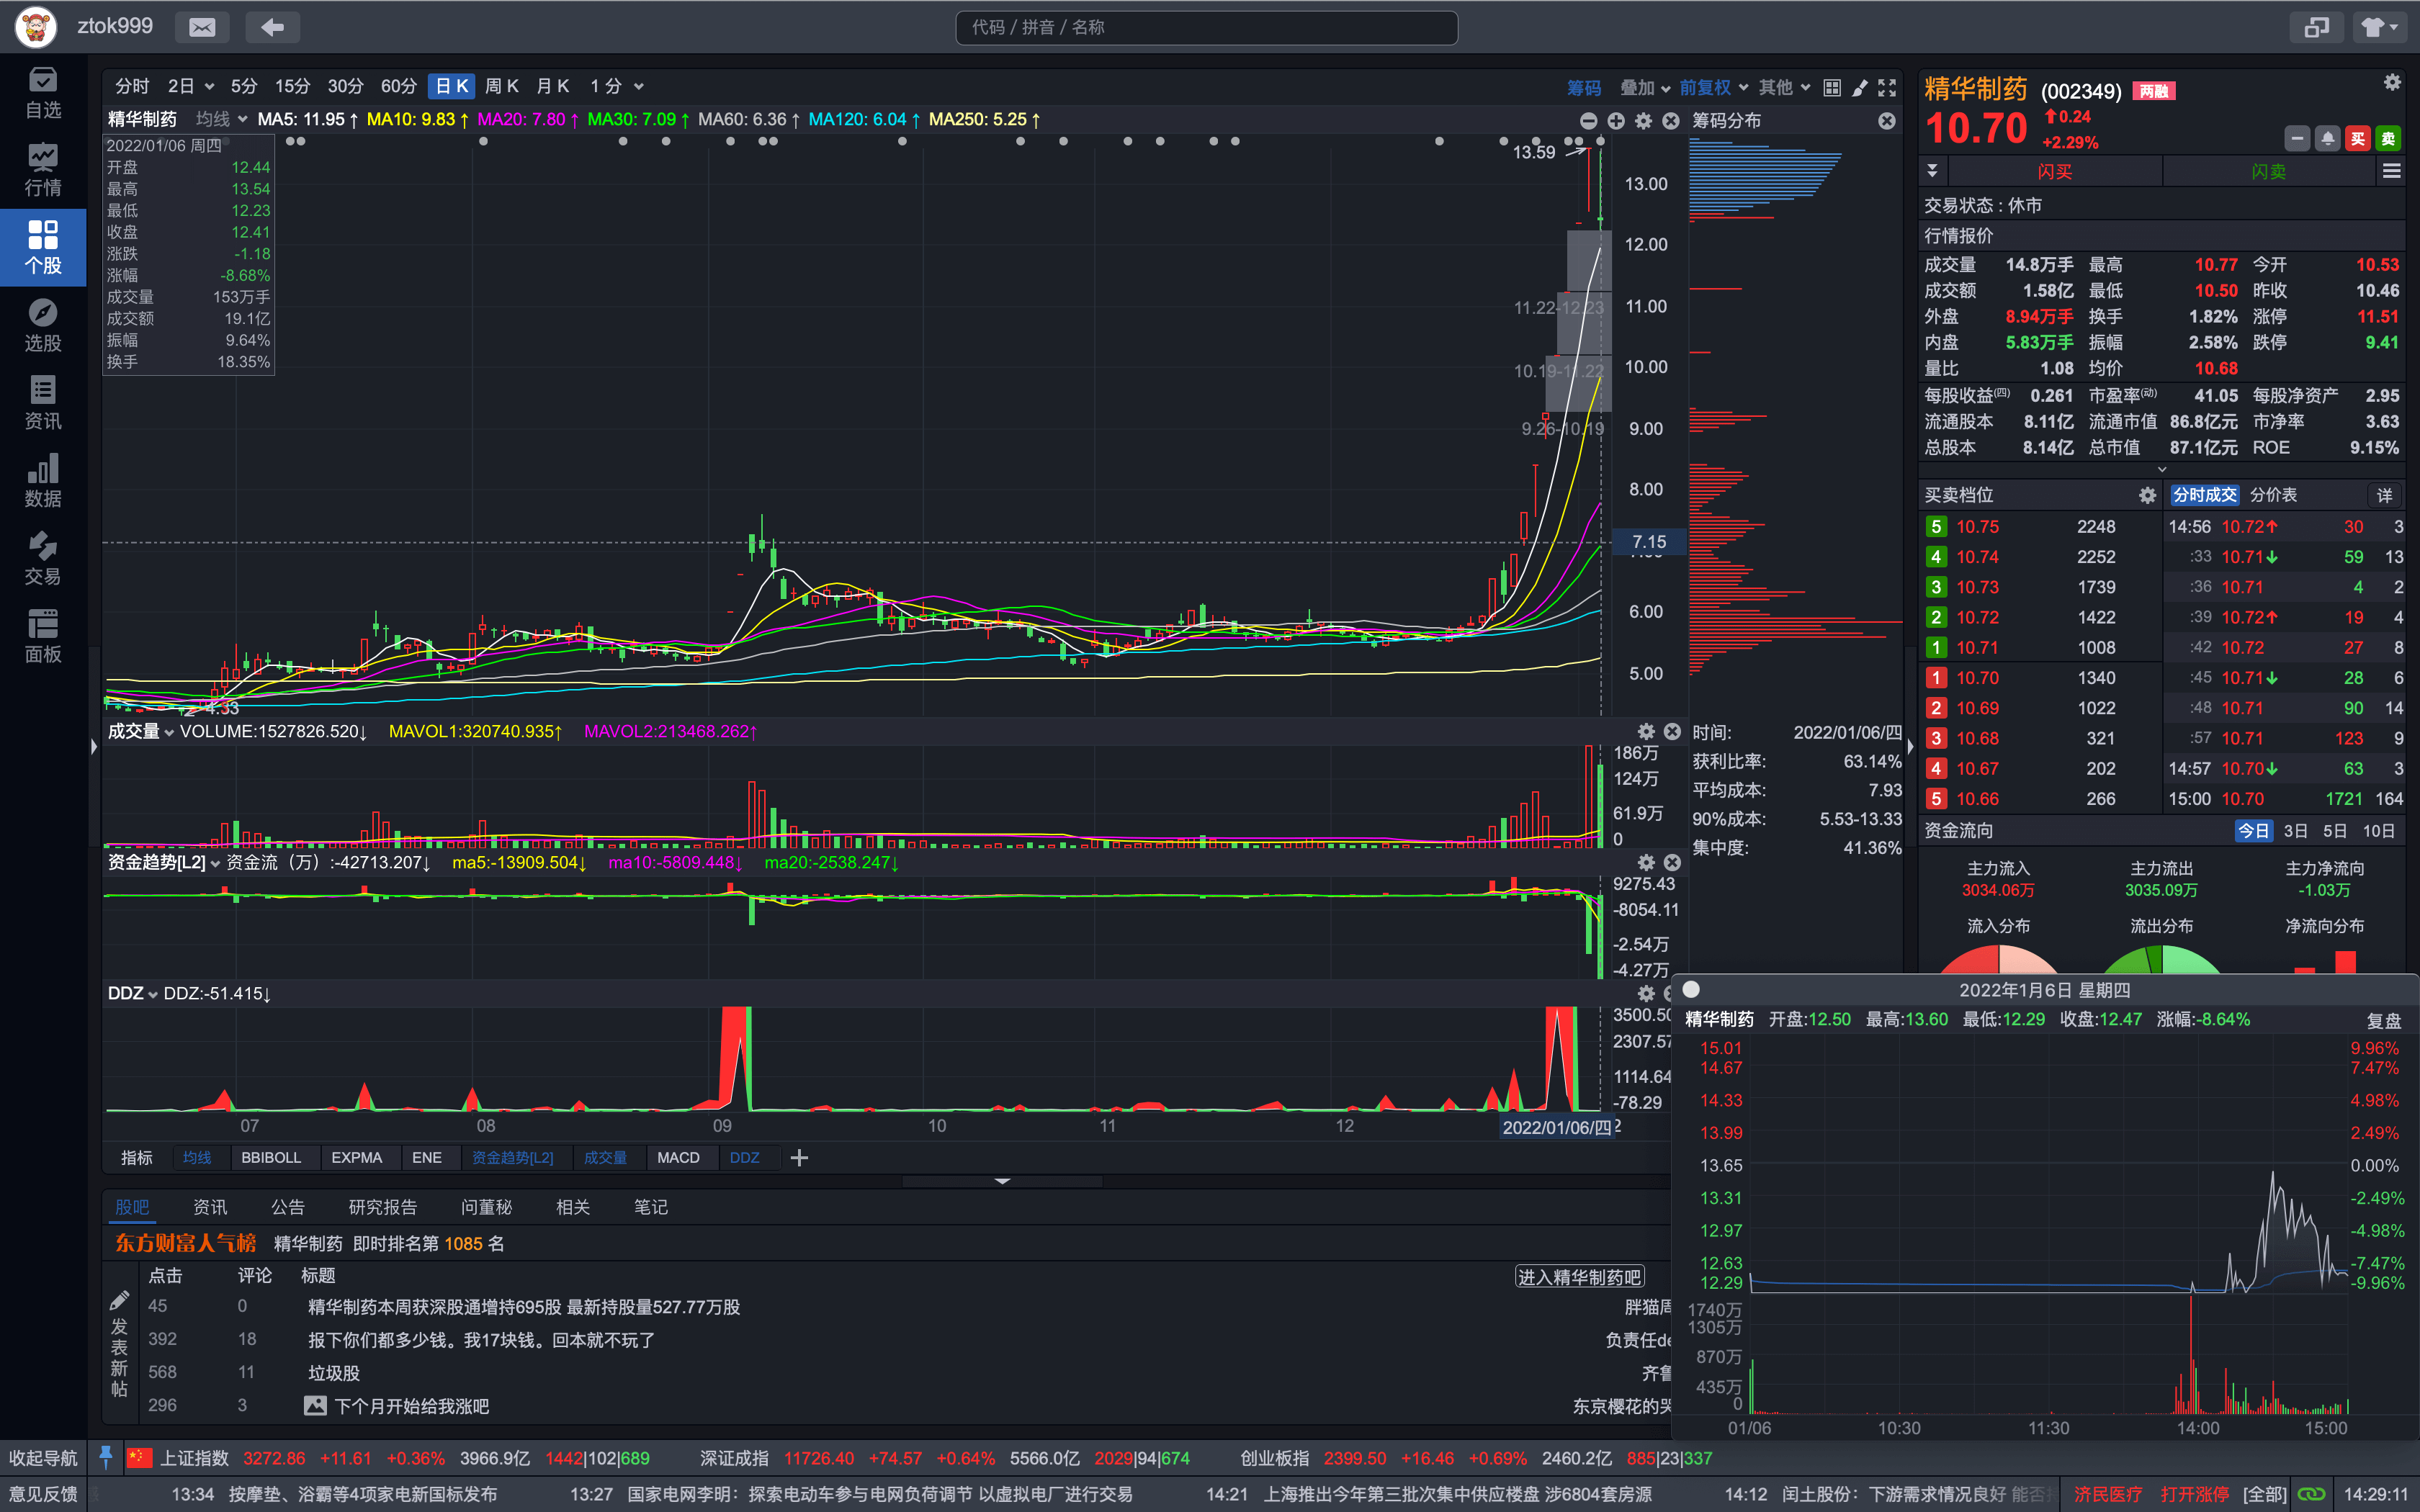 ztok999
代码 / 拼音 / 名称
自选
行情
个股
选股
资讯
数据
交易
面板
分时 2日 5分 15分 30分 60分 日K 周K 月K 1分 筹码 叠加 前复权 其他
精华制药 均线 MA5: 11.95↑ MA10: 9.83↑ MA20: 7.80↑ MA30: 7.09↑ MA60: 6.36↑ MA120: 6.04↑ MA250: 5.25↑
2022/01/06 周四
开盘 12.44
最高 13.54
最低 12.23
收盘 12.41
涨跌 -1.18
涨幅 -8.68%
成交量 153万手
成交额 19.1亿
振幅 9.64%
换手 18.35%
13.59
13.00
12.00
11.22-12.23 11.00
10.19-11.22 10.00
9.26-10.19 9.00
8.00
7.15
6.00
5.00
4.33
筹码分布
时间: 2022/01/06/四
获利比率: 63.14%
平均成本: 7.93
90%成本: 5.53-13.33
集中度: 41.36%
成交量 VOLUME:1527826.520↓ MAVOL1:320740.935↑ MAVOL2:213468.262↑
186万
124万
61.9万
0
资金趋势[L2] 资金流（万）:-42713.207↓ ma5:-13909.504↓ ma10:-5809.448↓ ma20:-2538.247↓
9275.43
-8054.11
-2.54万
-4.27万
DDZ DDZ:-51.415↓
3500.50
2307.57
1114.64
-78.29
07 08 09 10 11 12 2022/01/06/四
指标 均线 BBIBOLL EXPMA ENE 资金趋势[L2] 成交量 MACD DDZ
股吧 资讯 公告 研究报告 问董秘 相关 笔记
东方财富人气榜 精华制药 即时排名第 1085 名
点击 评论 标题 进入精华制药吧
45 0 精华制药本周获深股通增持695股 最新持股量527.77万股 胖猫周
392 18 报下你们都多少钱。我17块钱。回本就不玩了 负责任de
568 11 垃圾股 齐鲁
296 3 下个月开始给我涨吧 东京樱花的哭
发表新帖
精华制药 (002349) 两融
10.70 0.24
+2.29%
买 卖
闪买 闪卖
交易状态 : 休市
行情报价
成交量 14.8万手 最高 10.77 今开 10.53
成交额 1.58亿 最低 10.50 昨收 10.46
外盘 8.94万手 换手 1.82% 涨停 11.51
内盘 5.83万手 振幅 2.58% 跌停 9.41
量比 1.08 均价 10.68
每股收益(四) 0.261 市盈率(动) 41.05 每股净资产 2.95
流通股本 8.11亿 流通市值 86.8亿元 市净率 3.63
总股本 8.14亿 总市值 87.1亿元 ROE 9.15%
买卖档位 分时成交 分价表 详
5 10.75 2248 14:56 10.72↑ 30 3
4 10.74 2252 :33 10.71↓ 59 13
3 10.73 1739 :36 10.71 4 2
2 10.72 1422 :39 10.72↑ 19 4
1 10.71 1008 :42 10.72 27 8
1 10.70 1340 :45 10.71↓ 28 6
2 10.69 1022 :48 10.71 90 14
3 10.68 321 :57 10.71 123 9
4 10.67 202 14:57 10.70↓ 63 3
5 10.66 266 15:00 10.70 1721 164
资金流向 今日 3日 5日 10日
主力流入 主力流出 主力净流向
3034.06万 3035.09万 -1.03万
流入分布 流出分布 净流向分布
2022年1月6日 星期四
精华制药 开盘:12.50 最高:13.60 最低:12.29 收盘:12.47 涨幅:-8.64% 复盘
15.01 9.96%
14.67 7.47%
14.33 4.98%
13.99 2.49%
13.65 0.00%
13.31 -2.49%
12.97 -4.98%
12.63 -7.47%
12.29 -9.96%
1740万
1305万
870万
435万
0
01/06 10:30 11:30 14:00 15:00
收起导航 上证指数 3272.86 +11.61 +0.36% 3966.9亿 1442|102|689 深证成指 11726.40 +74.57 +0.64% 5566.0亿 2029|94|674 创业板指 2399.50 +16.46 +0.69% 2460.2亿 885|23|337
意见反馈 13:34 按摩垫、浴霸等4项家电新国标发布 13:27 国家电网李明：探索电动车参与电网负荷调节 以虚拟电厂进行交易 14:21 上海推出今年第三批次集中供应楼盘 涉6804套房源 14:12 闰土股份：下游需求情况良好 能否 济民医疗 打开涨停 [全部] 14:29:11